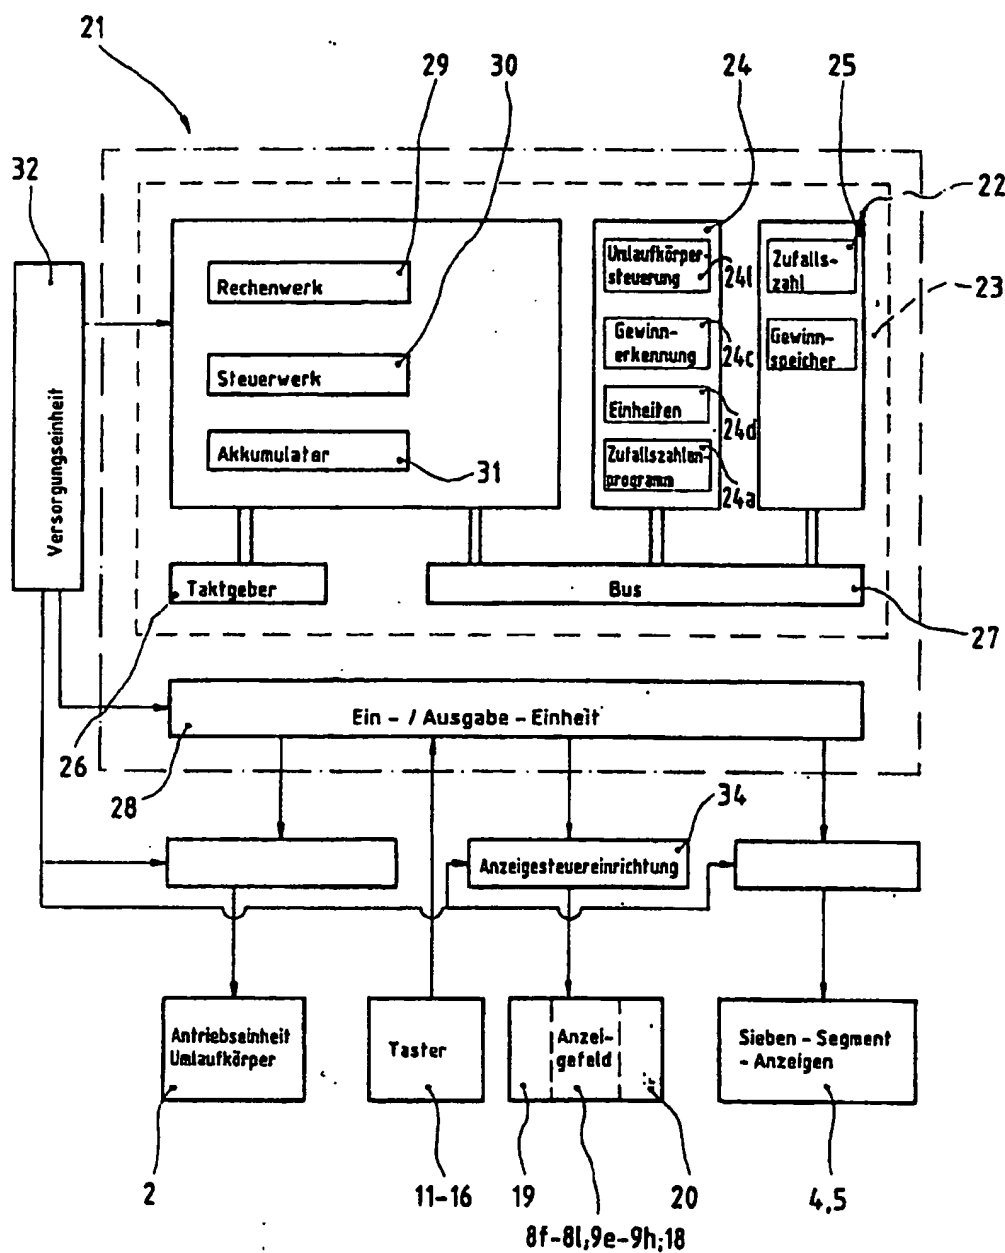 21
29
30
24
25
32
22
23
Umlaufkörper-
steuerung
24f
Zufalls-
zahl
Rechenwerk
Gewinn-
erkennung
24c
Gewinn-
speicher
Steuerwerk
Einheiten
24d
Akkumulator
31
Zufallszahlen-
programm
24a
Versorgungseinheit
Taktgeber
Bus
27
Ein-/Ausgabe-Einheit
26
28
34
Anzeigesteuereinrichtung
Antriebseinheit
Umlaufkörper
Taster
Anzei-
gefeld
Sieben-Segment
-Anzeigen
2
11-16
19
20
4,5
8f-8l;9e-9h;18